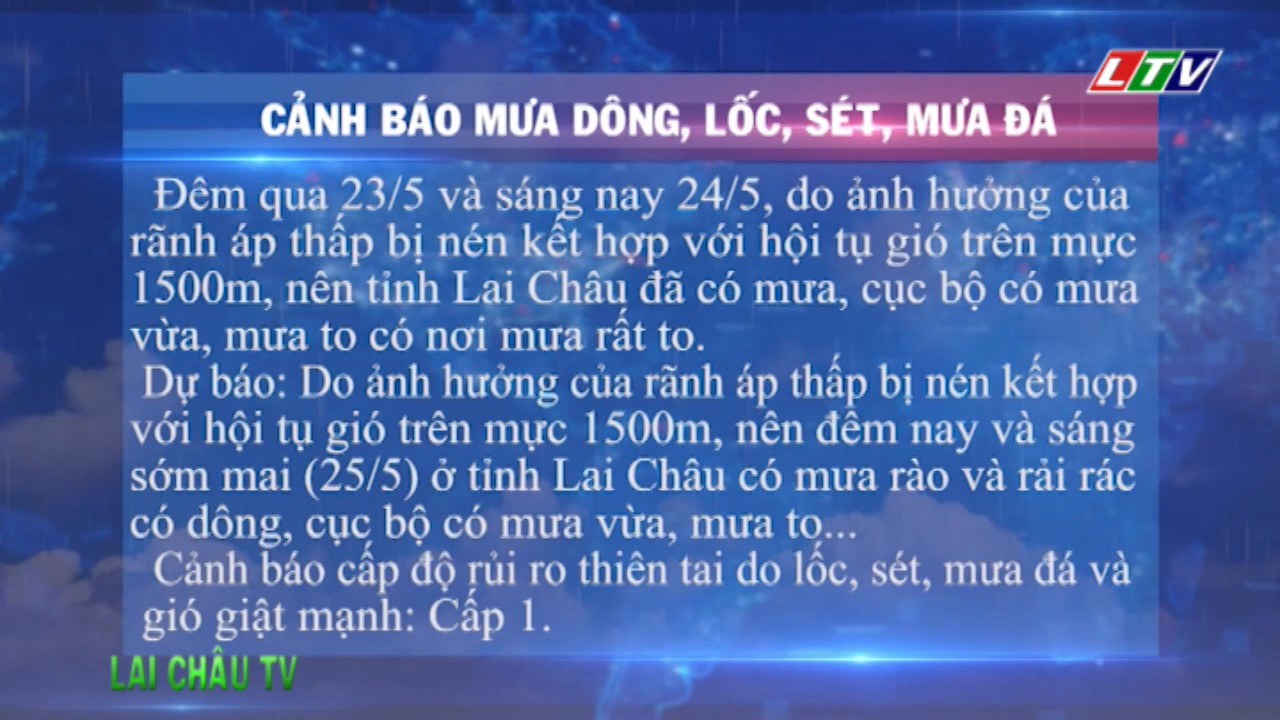 LTV
CẢNH BÁO MƯA DÔNG, LỐC, SÉT, MƯA ĐÁ
Đêm qua 23/5 và sáng nay 24/5, do ảnh hưởng của
rãnh áp thấp bị nén kết hợp với hội tụ gió trên mực
1500m, nên tỉnh Lai Châu đã có mưa, cục bộ có mưa
vừa, mưa to có nơi mưa rất to.
Dự báo: Do ảnh hưởng của rãnh áp thấp bị nén kết hợp
với hội tụ gió trên mực 1500m, nên đêm nay và sáng
sớm mai (25/5) ở tỉnh Lai Châu có mưa rào và rải rác
có dông, cục bộ có mưa vừa, mưa to...
Cảnh báo cấp độ rủi ro thiên tai do lốc, sét, mưa đá và
gió giật mạnh: Cấp 1.
LAI CHÂU TV